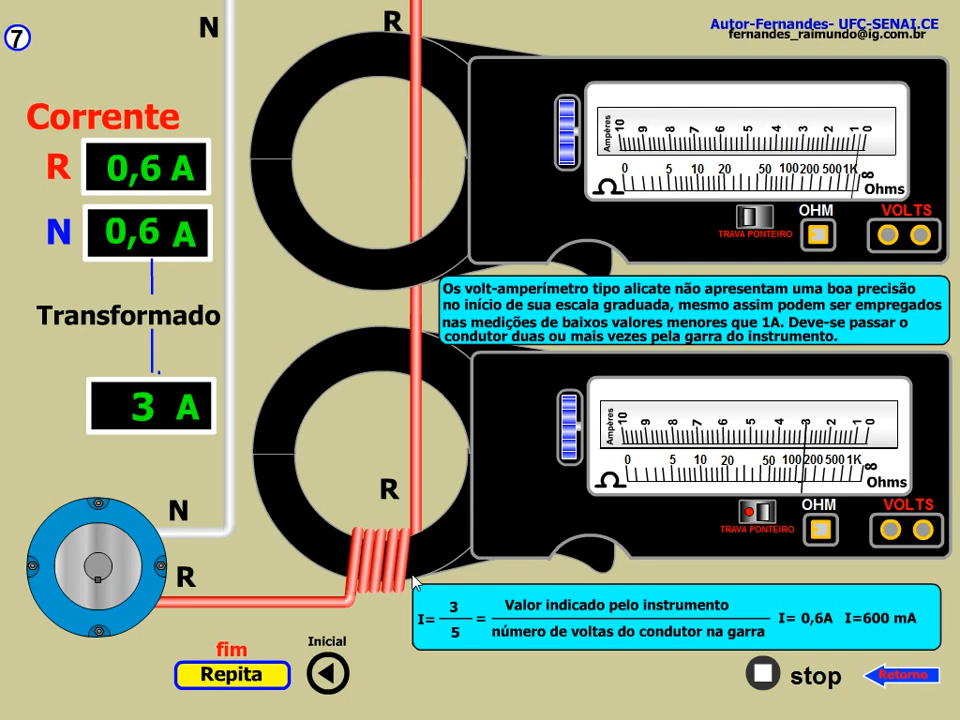 7
N
R
Autor-Fernandes- UFC-SENAI.CE
fernandes_raimundo@ig.com.br
Corrente
R 0,6 A
N 0,6 A
Transformado
3 A
Ampères
10 9 8 7 6 5 4 3 2 1 0
0 5 10 20 50 100 200 500 1K ∞
Ω Ohms
TRAVA PONTEIRO
OHM
VOLTS
Os volt-amperímetro tipo alicate não apresentam uma boa precisão
no início de sua escala graduada, mesmo assim podem ser empregados
nas medições de baixos valores menores que 1A. Deve-se passar o
condutor duas ou mais vezes pela garra do instrumento.
Ampères
10 9 8 7 6 5 4 3 2 1 0
0 5 10 20 50 100 200 500 1K ∞
Ω Ohms
TRAVA PONTEIRO
OHM
VOLTS
R
N
R
I= 3/5 = Valor indicado pelo instrumento / número de voltas do condutor na garra I= 0,6A I=600 mA
fim
Repita
Inicial
stop
Retorno